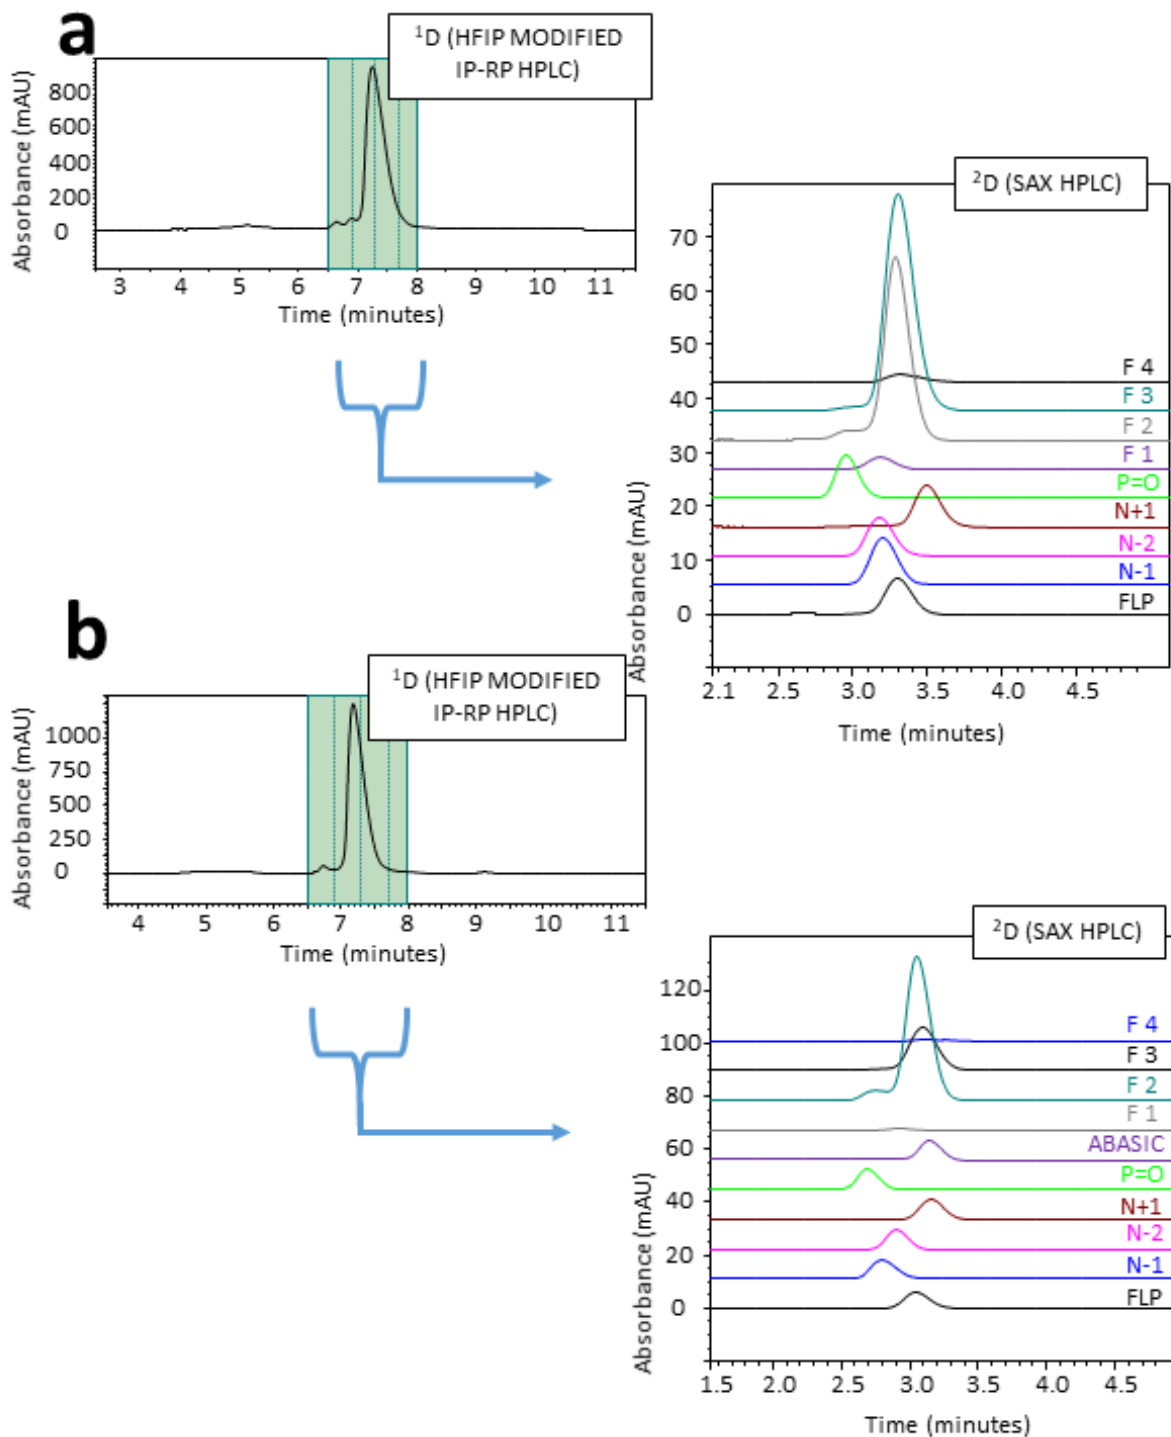 a
¹D (HFIP MODIFIED
IP-RP HPLC)
Absorbance (mAU)
800
600
400
200
0
3 4 5 6 7 8 9 10 11
Time (minutes)
²D (SAX HPLC)
Absorbance (mAU)
70
60
50
40
30
20
10
0
F 4
F 3
F 2
F 1
P=O
N+1
N-2
N-1
FLP
2.1 2.5 3.0 3.5 4.0 4.5
Time (minutes)
b
¹D (HFIP MODIFIED
IP-RP HPLC)
Absorbance (mAU)
1000
750
500
250
0
4 5 6 7 8 9 10 11
Time (minutes)
²D (SAX HPLC)
Absorbance (mAU)
120
100
80
60
40
20
0
F 4
F 3
F 2
F 1
ABASIC
P=O
N+1
N-2
N-1
FLP
1.5 2.0 2.5 3.0 3.5 4.0 4.5
Time (minutes)